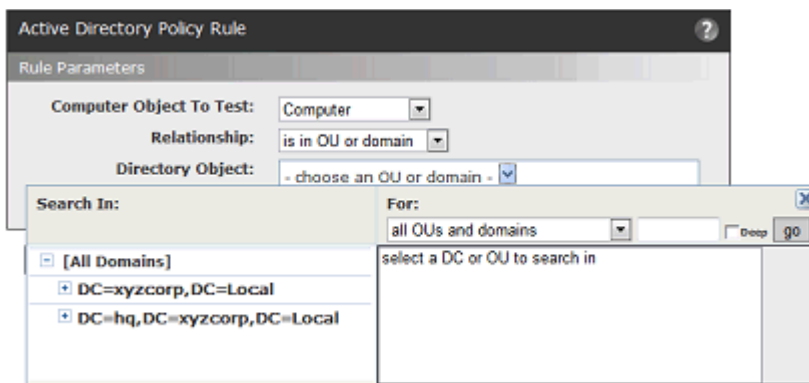 Active Directory Policy Rule ?
Rule Parameters
Computer Object To Test: Computer
Relationship: is in OU or domain
Directory Object: - choose an OU or domain -
Search In: For:
all OUs and domains Deep go
[All Domains] select a DC or OU to search in
DC=xyzcorp,DC=Local
DC=hq,DC=xyzcorp,DC=Local